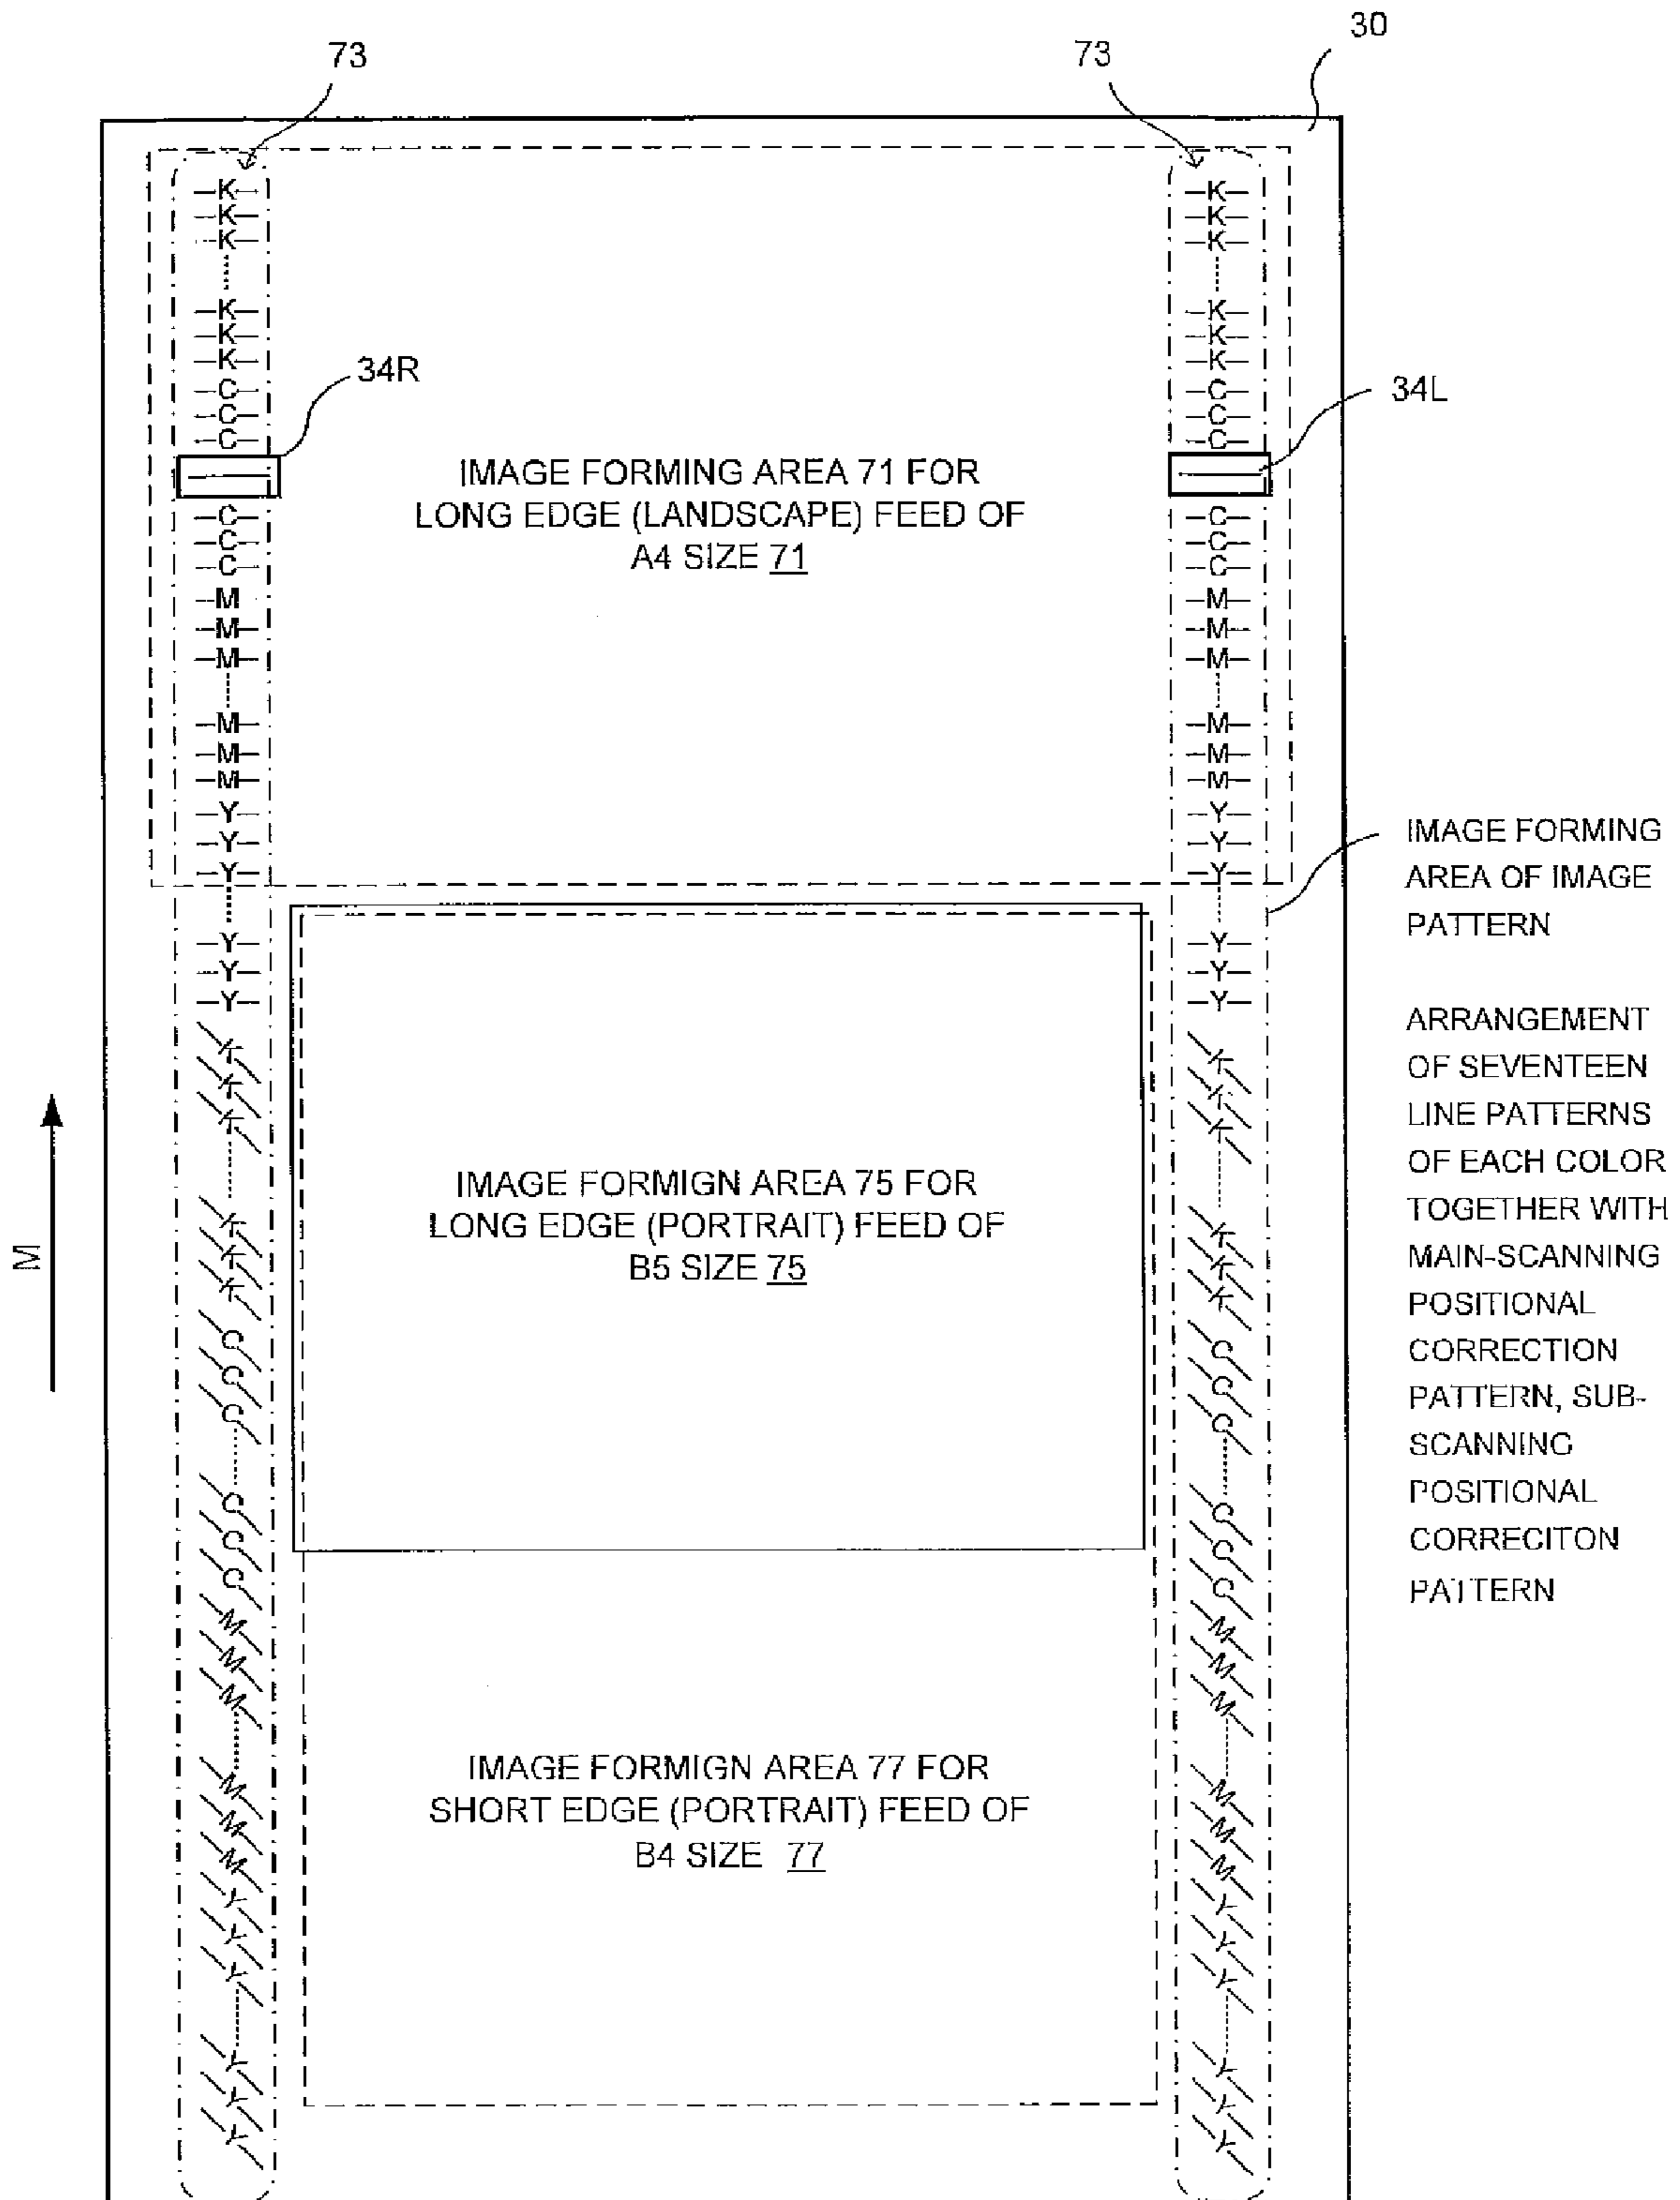 30
73
73
K K
K K
K K
K K
K K
K K
C C
C C
C C
34R
34L
IMAGE FORMING AREA 71 FOR
LONG EDGE (LANDSCAPE) FEED OF
A4 SIZE 71
C C
C C
C C
M M
M M
M M
M M
M M
M M
Y Y
Y Y
Y Y
Y Y
Y Y
Y Y
IMAGE FORMING
AREA OF IMAGE
PATTERN
ARRANGEMENT
OF SEVENTEEN
LINE PATTERNS
OF EACH COLOR
TOGETHER WITH
MAIN-SCANNING
POSITIONAL
CORRECTION
PATTERN, SUB-
SCANNING
POSITIONAL
CORRECITON
PATTERN
K K
K K
K K
M
IMAGE FORMIGN AREA 75 FOR
LONG EDGE (PORTRAIT) FEED OF
B5 SIZE 75
K K
K K
K K
C C
C C
C C
C C
C C
C C
M M
M M
M M
IMAGE FORMIGN AREA 77 FOR
SHORT EDGE (PORTRAIT) FEED OF
B4 SIZE 77
M M
M M
M M
Y Y
Y Y
Y Y
Y Y
Y Y
Y Y